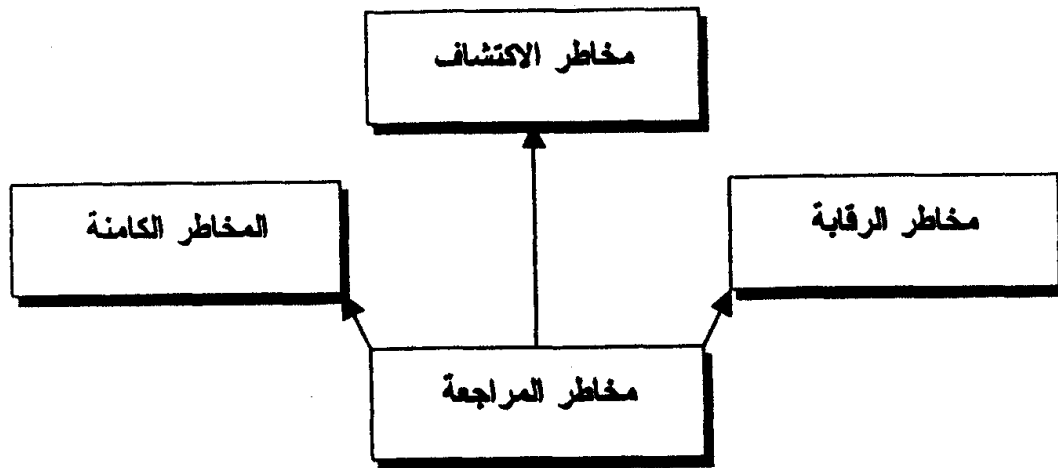 مخاطر الاكتشاف
مخاطر الرقابة
المخاطر الكامنة
مخاطر المراجعة